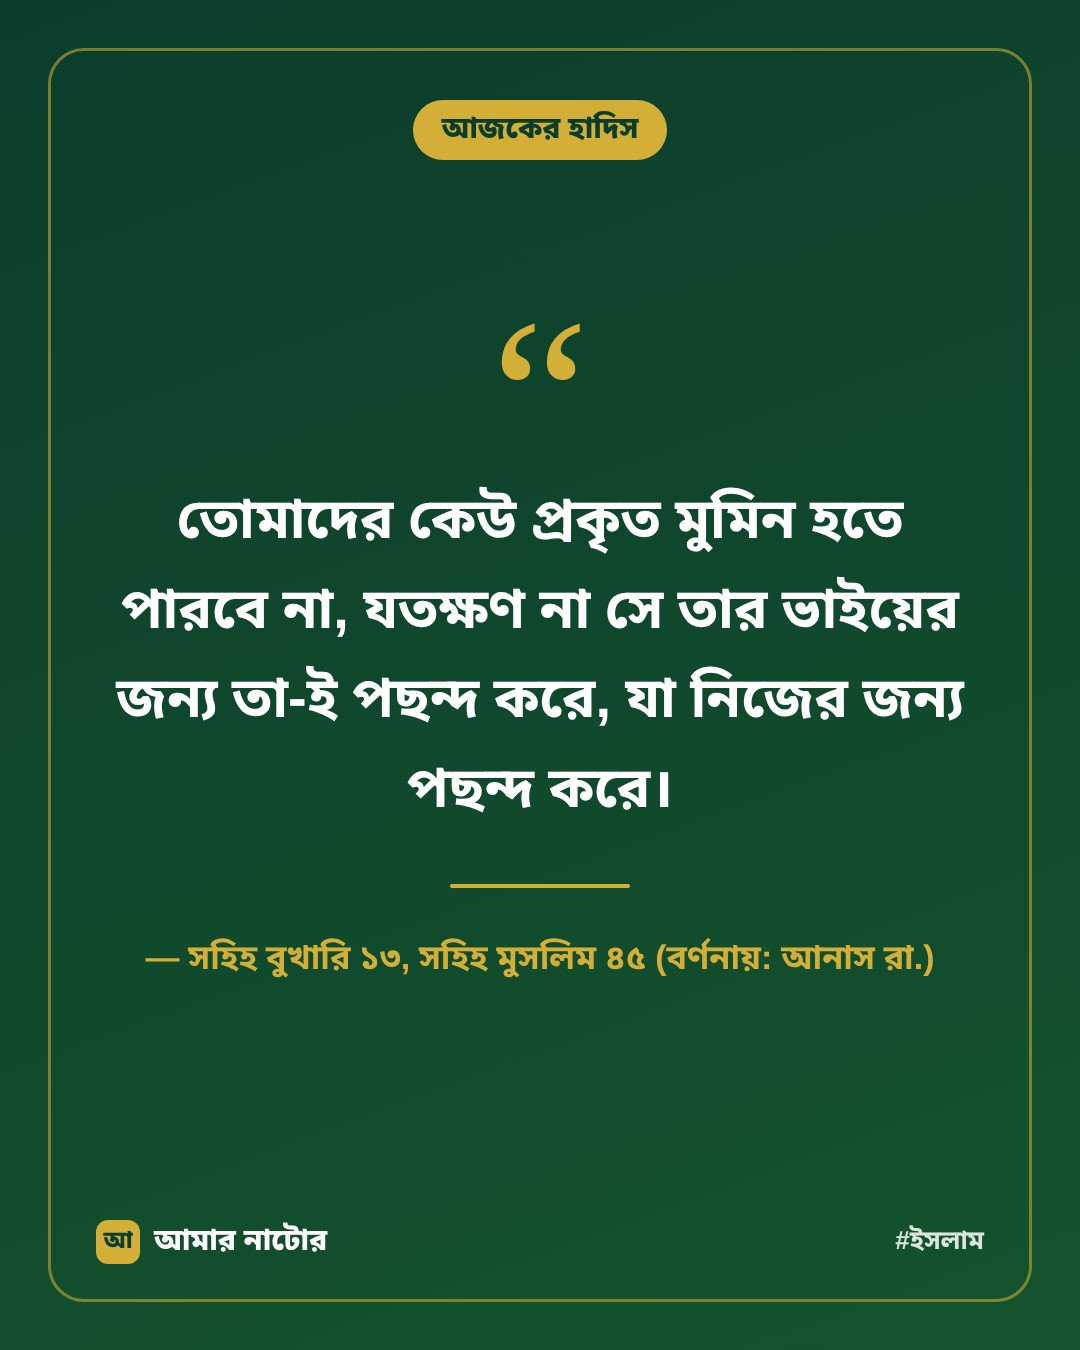 আজকের হাদিস
“
তোমাদের কেউ প্রকৃত মুমিন হতে
পারবে না, যতক্ষণ না সে তার ভাইয়ের
জন্য তা-ই পছন্দ করে, যা নিজের জন্য
পছন্দ করে।
— সহিহ বুখারি ১৩, সহিহ মুসলিম ৪৫ (বর্ণনায়: আনাস রা.)
আ আমার নাটোর
#ইসলাম